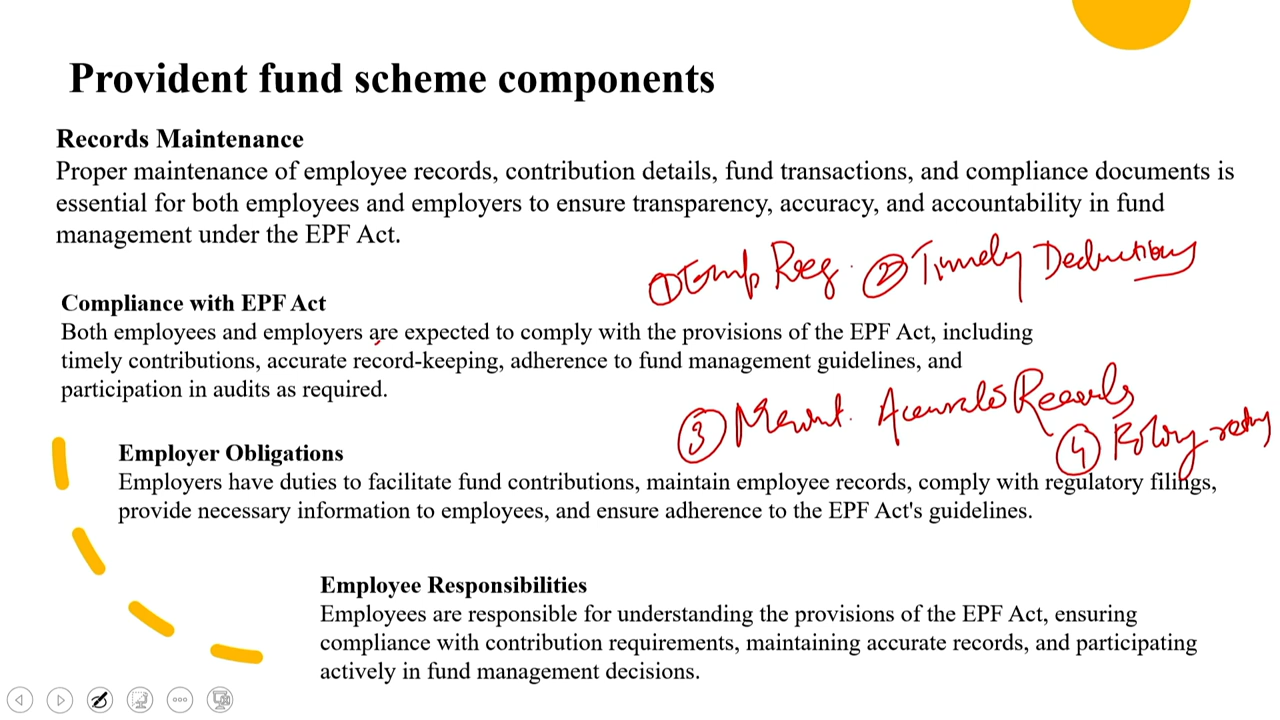 Provident fund scheme components
Records Maintenance
Proper maintenance of employee records, contribution details, fund transactions, and compliance documents is
essential for both employees and employers to ensure transparency, accuracy, and accountability in fund
management under the EPF Act.
① Reg. ② Timely Deductions
Compliance with EPF Act
Both employees and employers are expected to comply with the provisions of the EPF Act, including
timely contributions, accurate record-keeping, adherence to fund management guidelines, and
participation in audits as required.
③ Records
④
Employer Obligations
Employers have duties to facilitate fund contributions, maintain employee records, comply with regulatory filings,
provide necessary information to employees, and ensure adherence to the EPF Act's guidelines.
Employee Responsibilities
Employees are responsible for understanding the provisions of the EPF Act, ensuring
compliance with contribution requirements, maintaining accurate records, and participating
actively in fund management decisions.